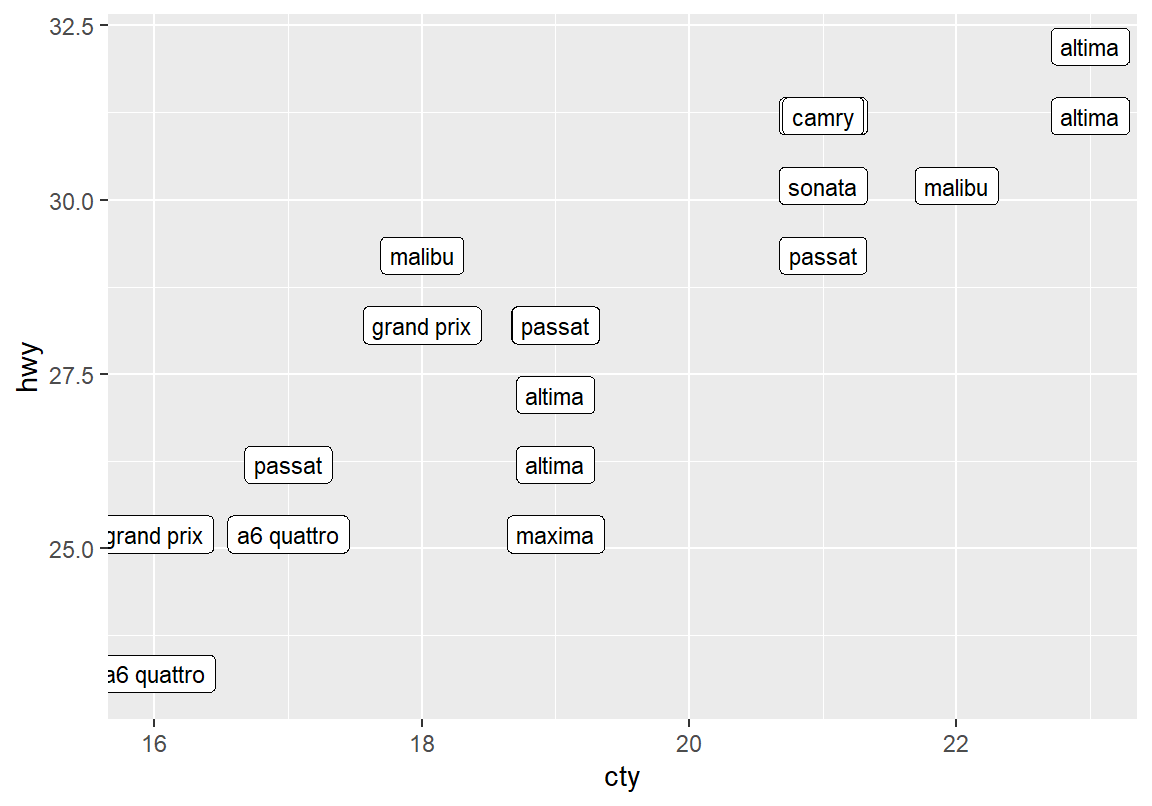 32.5
altima
camry
altima
30.0
sonata
malibu
malibu
passat
grand prix
passat
hwy
27.5
altima
passat
altima
25.0
grand prix
a6 quattro
maxima
a6 quattro
16
18
20
22
cty